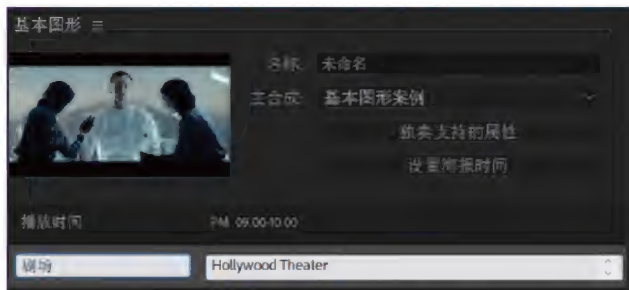 基本图形
名称: 未命名
主合成: 基本图形案例
独奏支持的属性
设置海报时间
播放时间 PM 09:00-10:00
剧场 Hollywood Theater